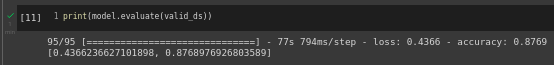 [11] 1 print(model.evaluate(valid_ds))
95/95 [==============================] - 77s 794ms/step - loss: 0.4366 - accuracy: 0.8769
[0.4366236627101898, 0.8768976926803589]